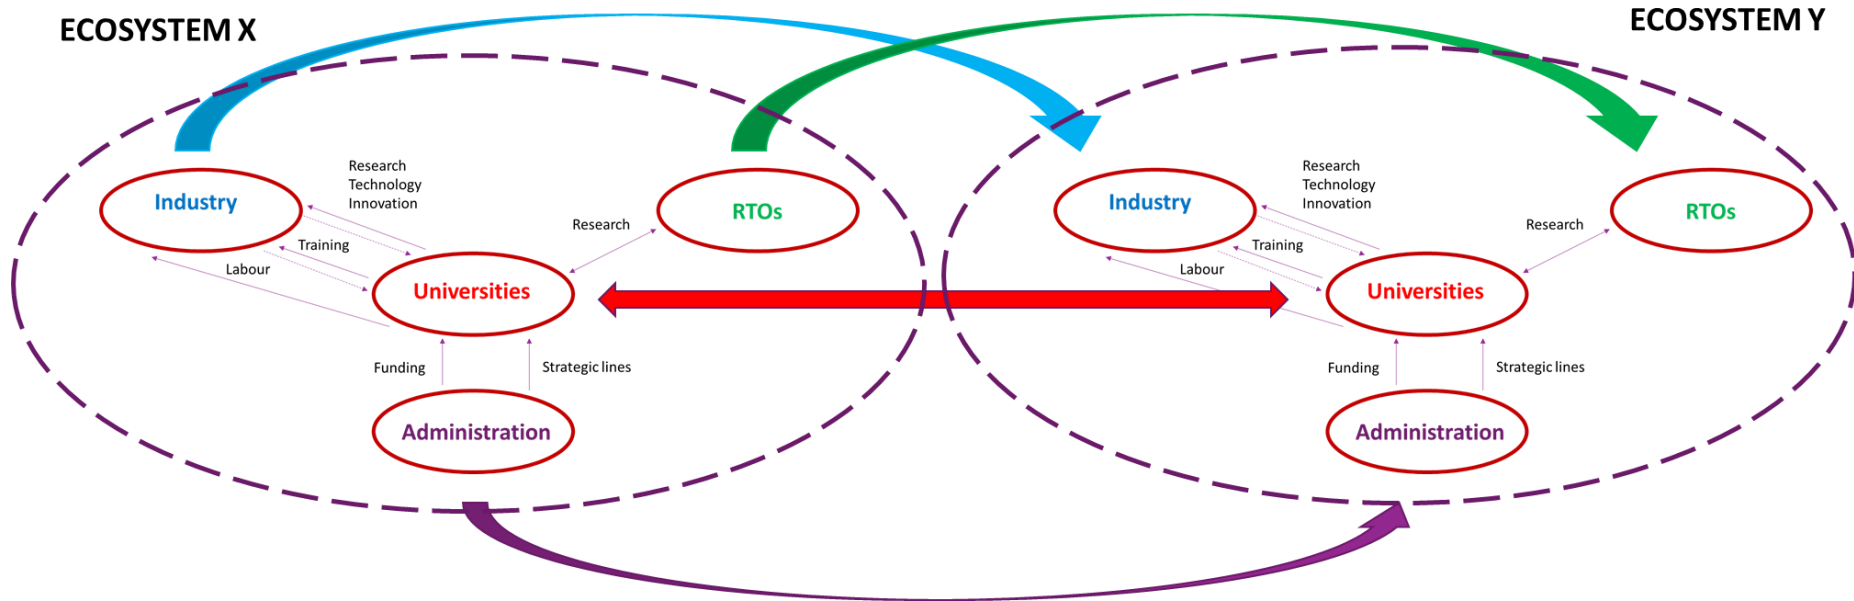 ECOSYSTEM X
ECOSYSTEM Y
Industry
Research
Technology
Innovation
Training
Labour
Research
RTOs
Universities
Funding
Strategic lines
Administration
Industry
Research
Technology
Innovation
Training
Labour
Research
RTOs
Universities
Funding
Strategic lines
Administration